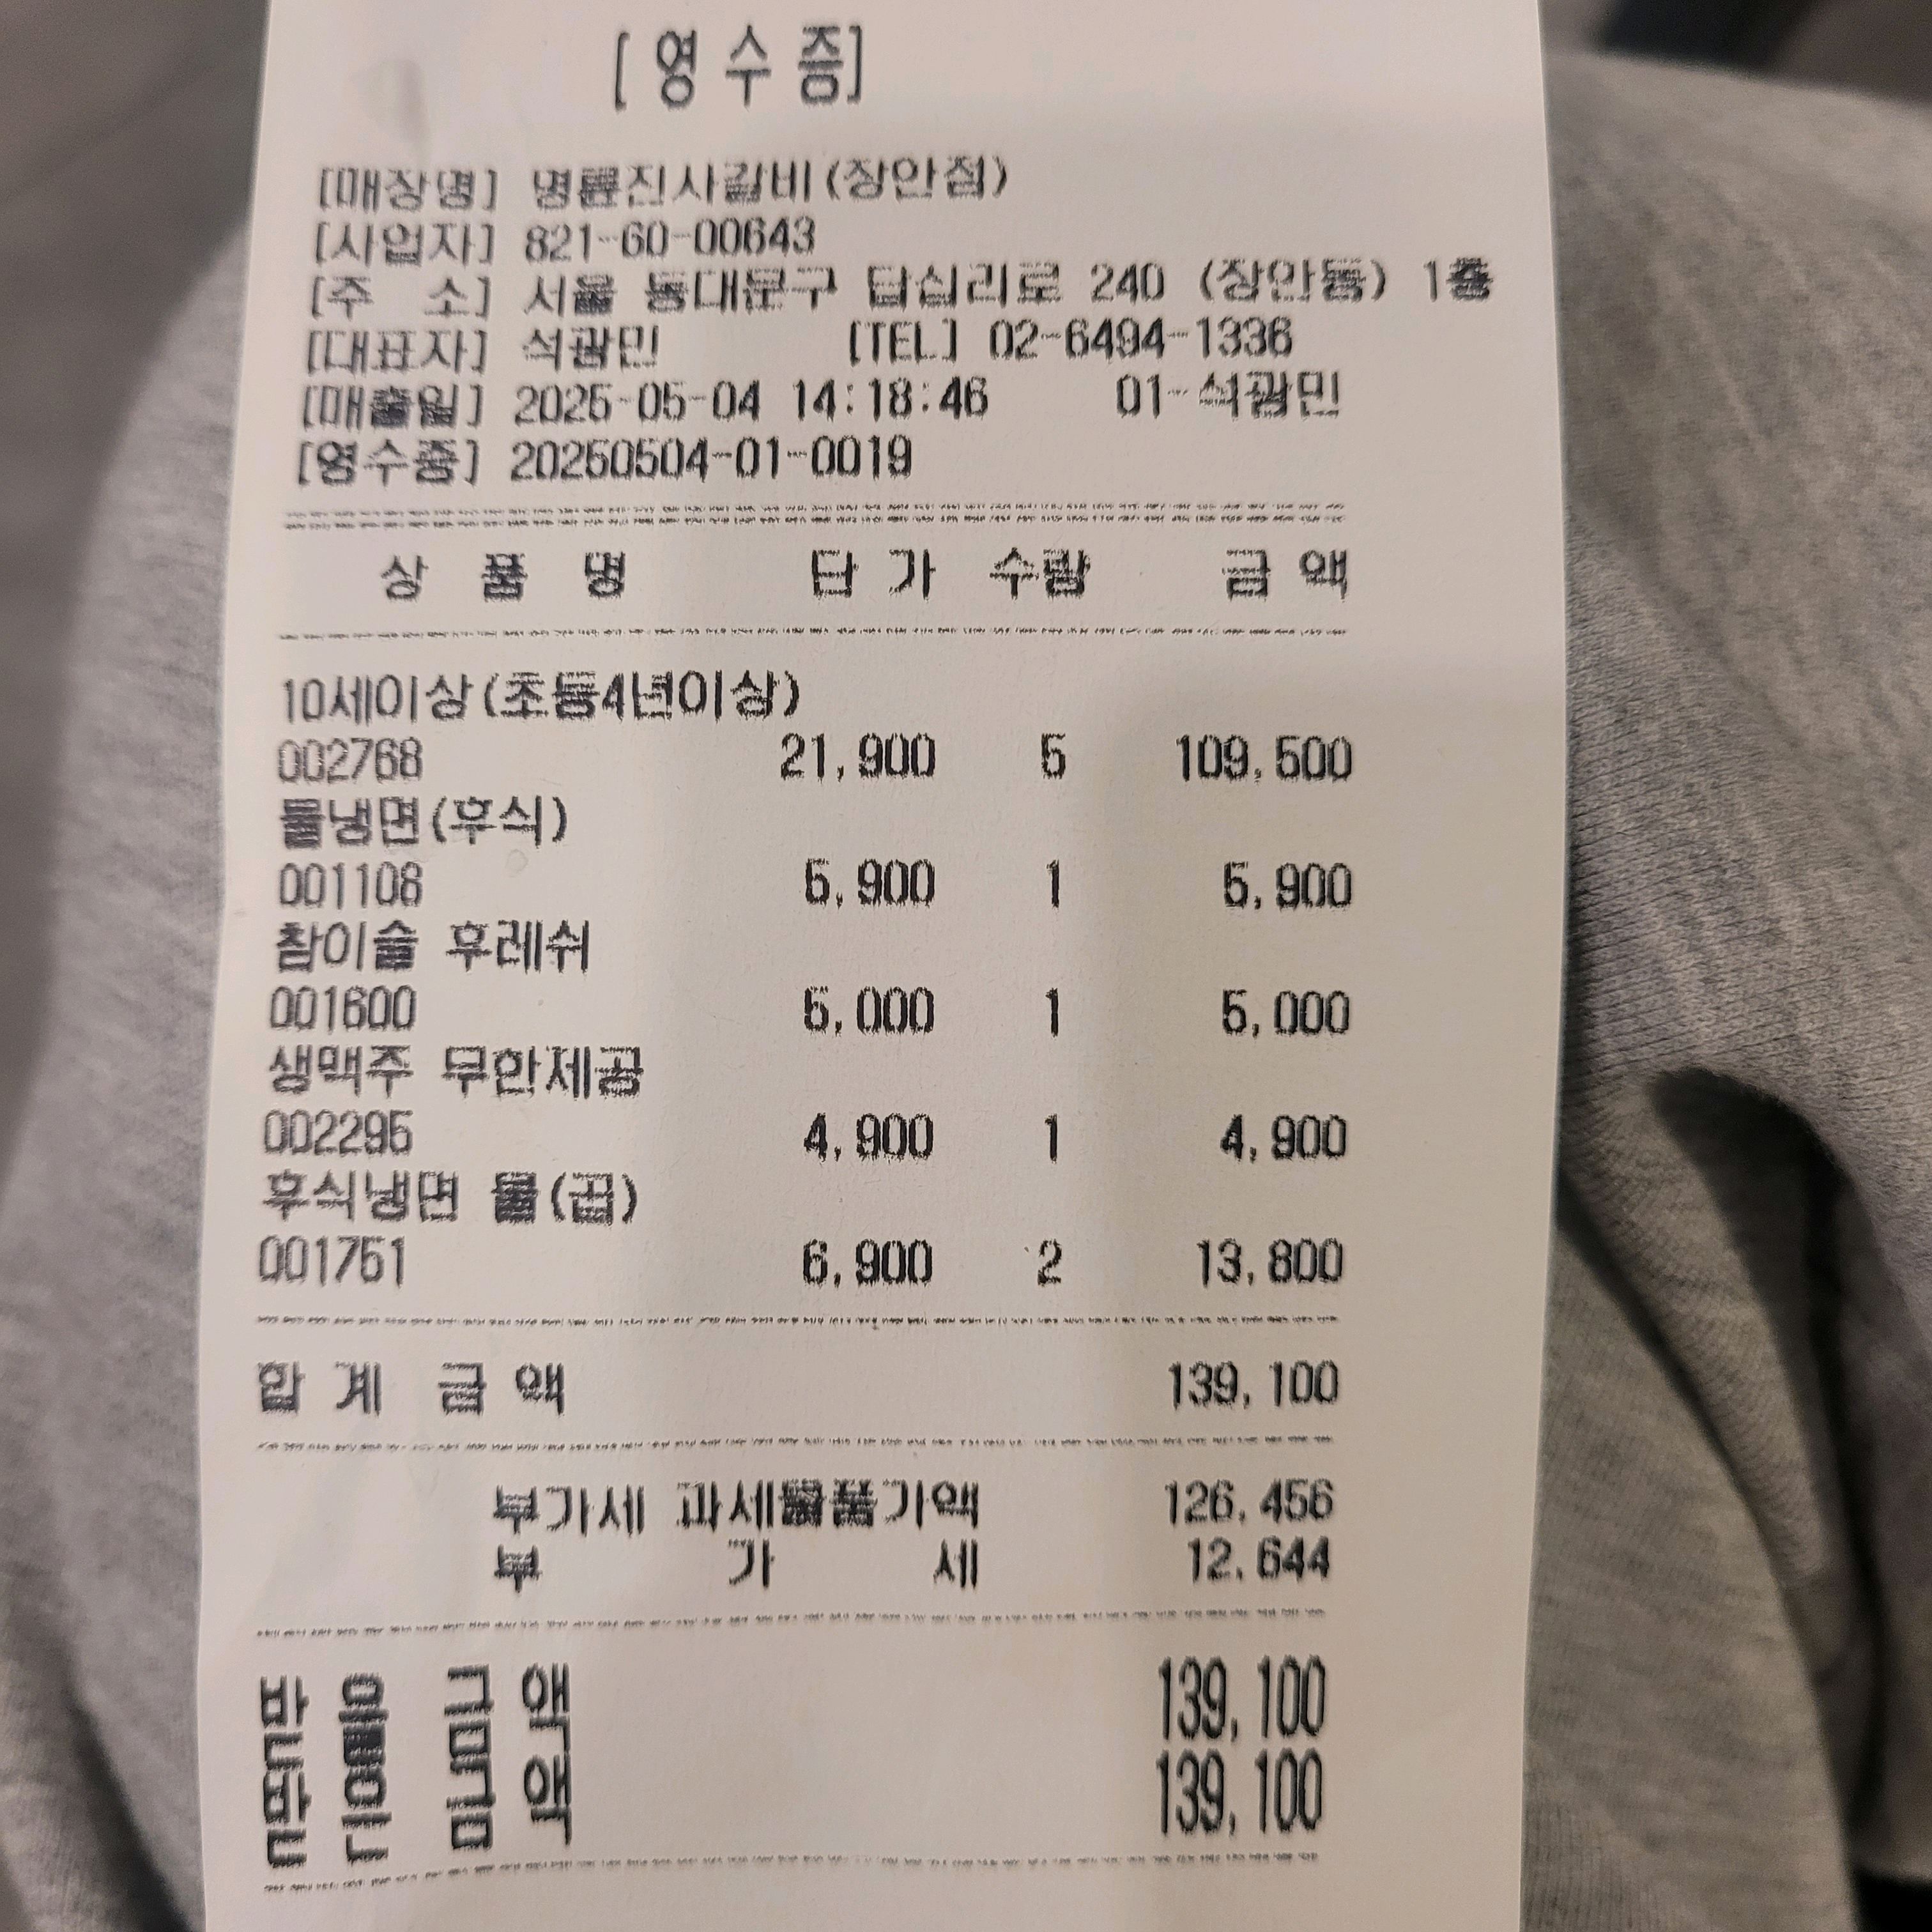 [ 영 수 증]
[매장명] 명륜진사갈비(장안점)
[사업자] 821-60-00643
[주 소] 서울 동대문구 답십리로 240 (장안동) 1층
[대표자] 석광민 [TEL] 02-6494-1336
[매출일] 2025-05-04 14:18:46 01-석광민
[영수증] 20250504-01-0019
상 품 명 단 가 수량 금 액
10세이상(초등4년이상)
002768 21,900 5 109,500
물냉면(후식)
001108 5,900 1 5,900
참이슬 후레쉬
001600 5,000 1 5,000
생맥주 무한제공
002295 4,900 1 4,900
후식냉면 물(곱)
001751 6,900 2 13,800
합 계 금 액 139,100
부가세 과세물품가액 126,456
부 가 세 12,644
받 을 금 액 139,100
받 은 금 액 139,100